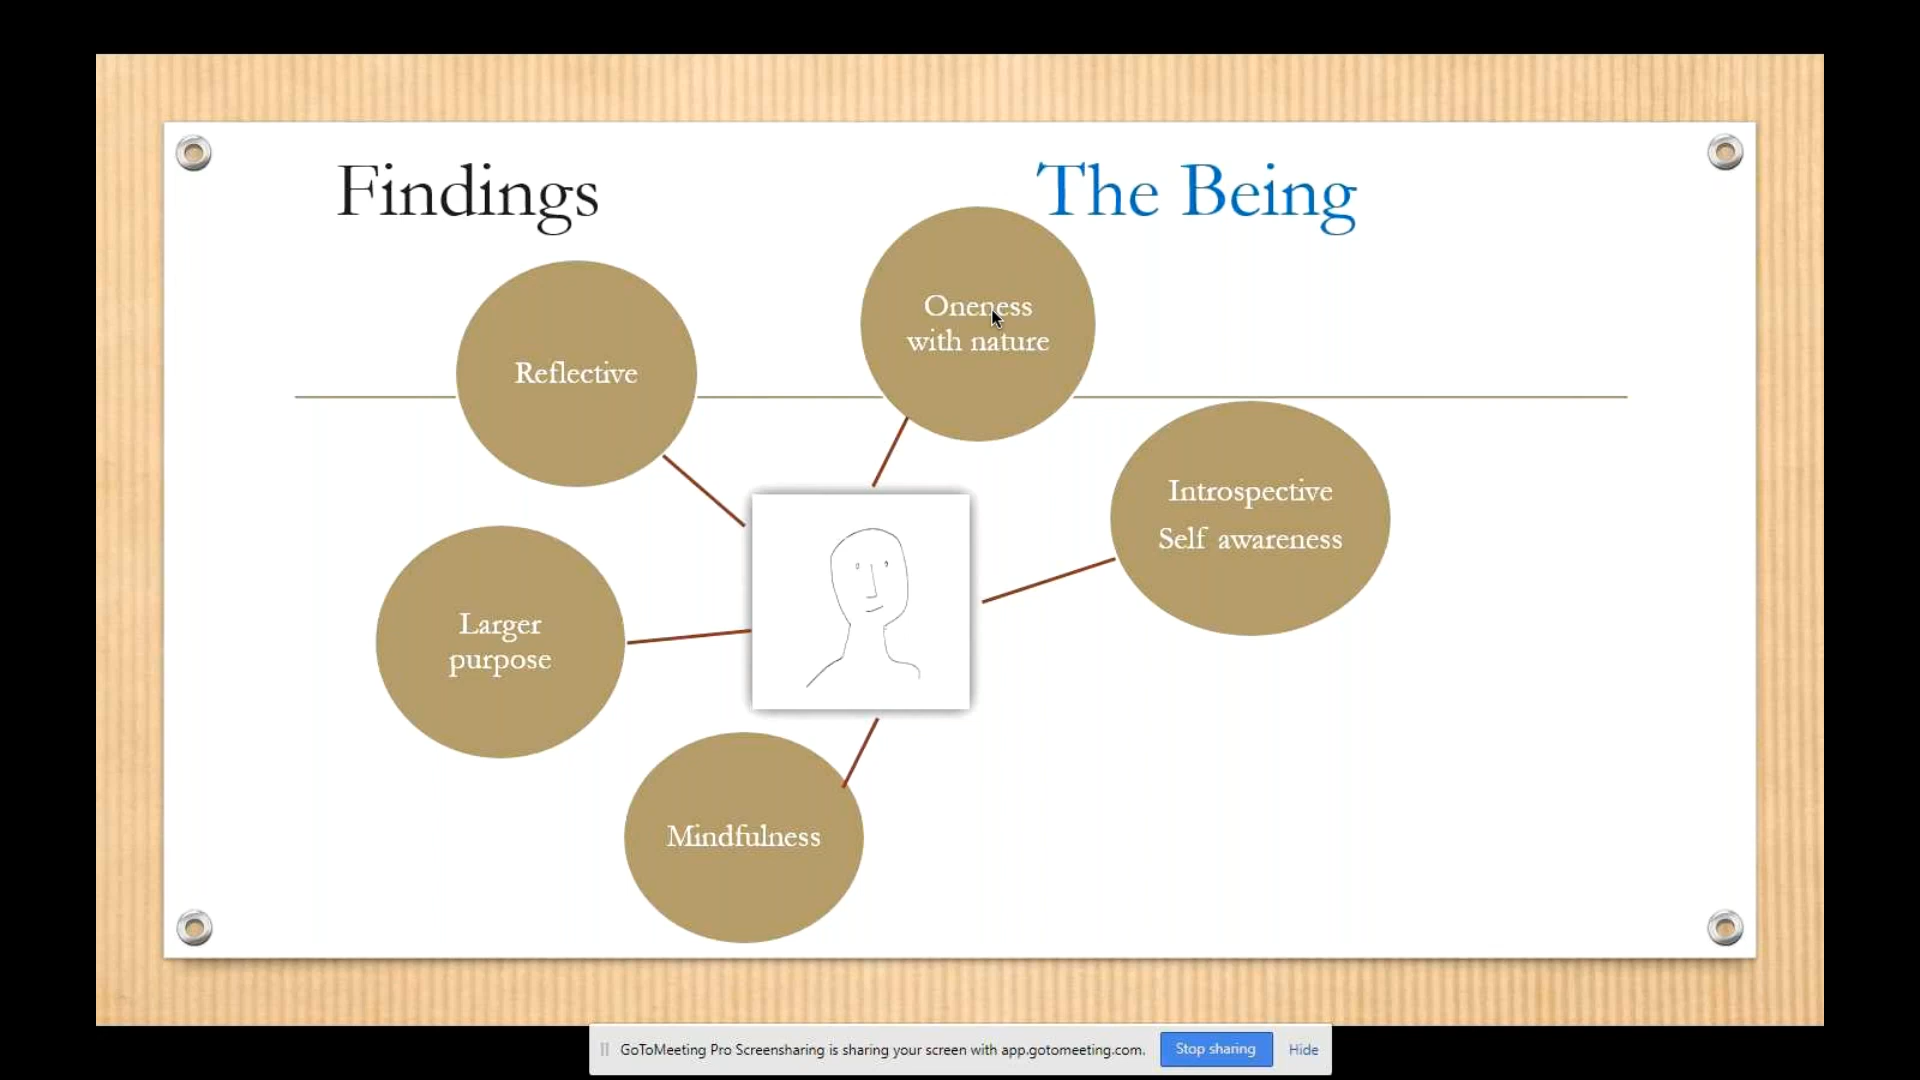 Findings
The Being
Oneness
with nature
Reflective
Introspective
Self awareness
Larger
purpose
Mindfulness
GoToMeeting Pro Screensharing is sharing your screen with app.gotomeeting.com.
Stop sharing
Hide